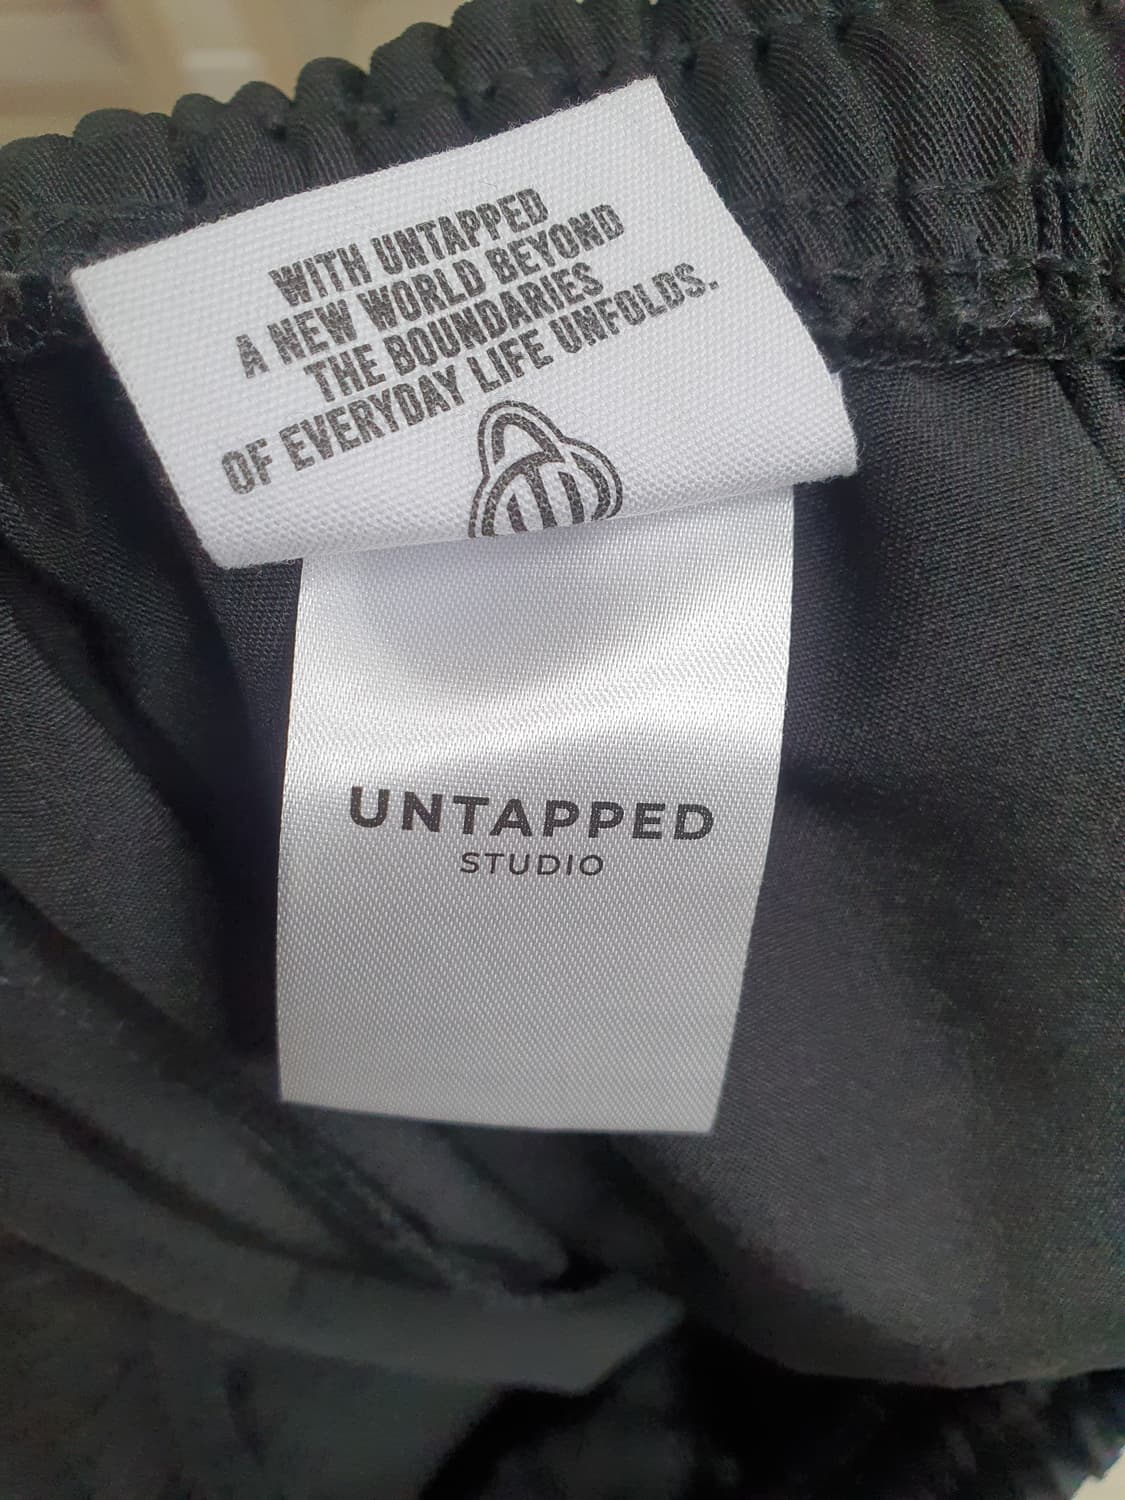 WITH UNTAPPED
A NEW WORLD BEYOND
THE BOUNDARIES
OF EVERYDAY LIFE UNFOLDS.
UNTAPPED
STUDIO